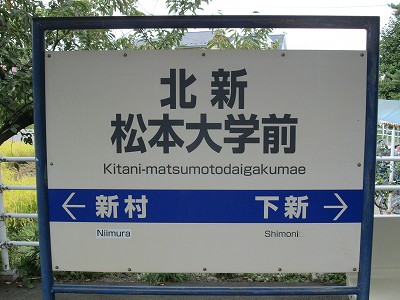 北新
松本大学前
Kitani-matsumotodaigakumae
← 新村 下新 →
Niimura Shimoni